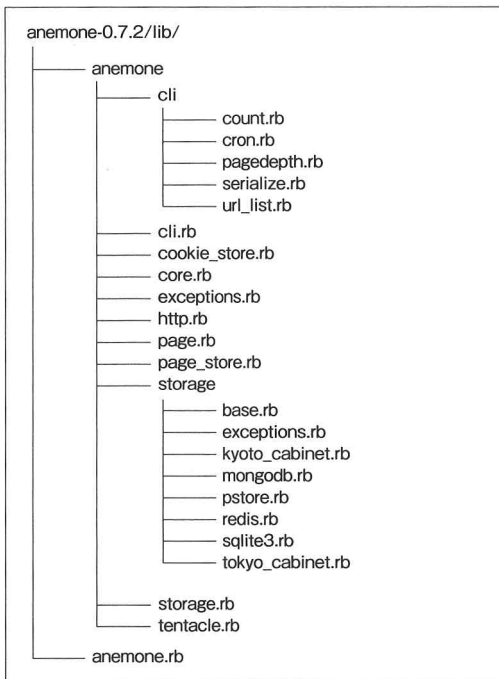 anemone-0.7.2/lib/
anemone
cli
count.rb
cron.rb
pagedepth.rb
serialize.rb
url_list.rb
cli.rb
cookie_store.rb
core.rb
exceptions.rb
http.rb
page.rb
page_store.rb
storage
base.rb
exceptions.rb
kyoto_cabinet.rb
mongodb.rb
pstore.rb
redis.rb
sqlite3.rb
tokyo_cabinet.rb
storage.rb
tentacle.rb
anemone.rb